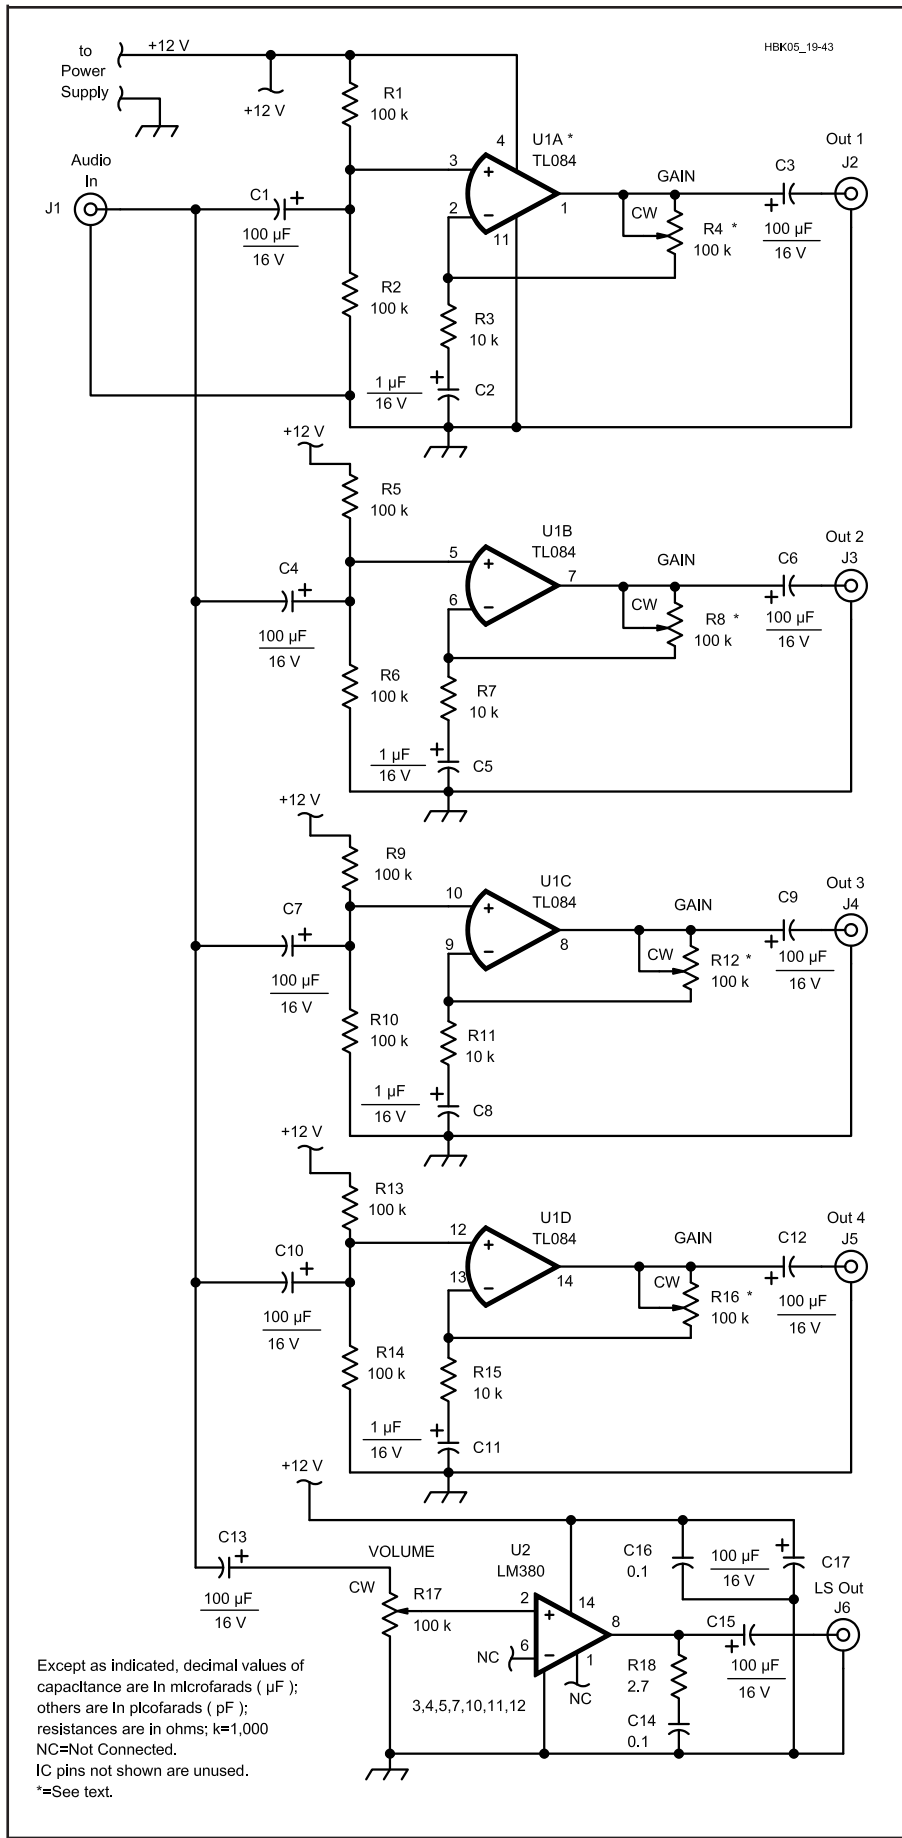 HBK05_19-43
to
Power
Supply
+12 V
+12 V
R1
100 k
Audio
In
J1
C1
+
100 µF
16 V
R2
100 k
3
2
4
11
1
+
−
U1A *
TL084
GAIN
CW
R4 *
100 k
C3
+
100 µF
16 V
Out 1
J2
R3
10 k
1 µF
16 V
+
C2
+12 V
R5
100 k
C4
+
100 µF
16 V
R6
100 k
5
6
7
+
−
U1B
TL084
GAIN
CW
R8 *
100 k
C6
+
100 µF
16 V
Out 2
J3
R7
10 k
1 µF
16 V
+
C5
+12 V
R9
100 k
C7
+
100 µF
16 V
R10
100 k
10
9
8
+
−
U1C
TL084
GAIN
CW
R12 *
100 k
C9
+
100 µF
16 V
Out 3
J4
R11
10 k
1 µF
16 V
+
C8
+12 V
R13
100 k
C10
+
100 µF
16 V
R14
100 k
12
13
14
+
−
U1D
TL084
GAIN
CW
R16 *
100 k
C12
+
100 µF
16 V
Out 4
J5
R15
10 k
1 µF
16 V
+
C11
+12 V
C13
+
100 µF
16 V
VOLUME
CW
R17
100 k
U2
LM380
2
6
14
8
1
+
−
NC
NC
3,4,5,7,10,11,12
C16
0.1
100 µF
16 V
+
C17
LS Out
J6
C15
+
100 µF
16 V
R18
2.7
C14
0.1
Except as indicated, decimal values of
capacitance are in microfarads ( µF );
others are in picofarads ( pF );
resistances are in ohms; k=1,000
NC=Not Connected.
IC pins not shown are unused.
*=See text.